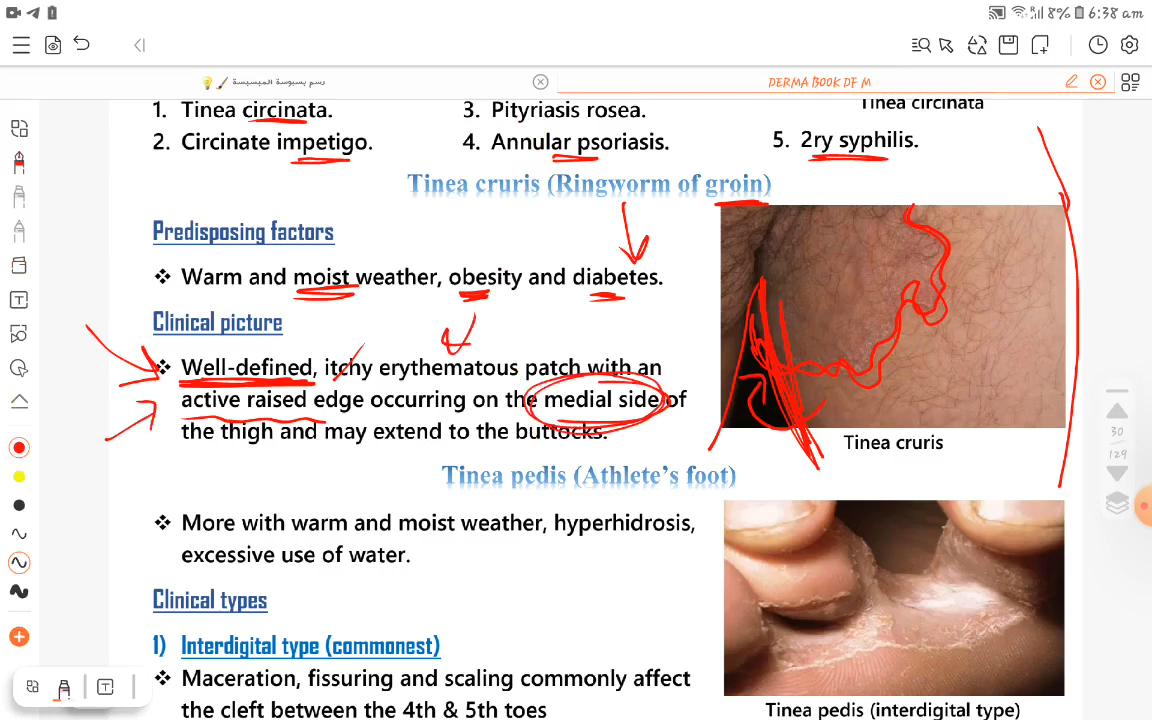 8% 6:38 am
رسم بسبوسة المبسبسة
DERMA BOOK DF M
1. Tinea circinata.
3. Pityriasis rosea.
Tinea circinata
2. Circinate impetigo.
4. Annular psoriasis.
5. 2ry syphilis.
Tinea cruris (Ringworm of groin)
Predisposing factors
❖ Warm and moist weather, obesity and diabetes.
Clinical picture
❖ Well-defined, itchy erythematous patch with an
active raised edge occurring on the medial side of
the thigh and may extend to the buttocks.
Tinea cruris
Tinea pedis (Athlete's foot)
❖ More with warm and moist weather, hyperhidrosis,
excessive use of water.
Clinical types
1) Interdigital type (commonest)
❖ Maceration, fissuring and scaling commonly affect
the cleft between the 4th & 5th toes
Tinea pedis (interdigital type)
30
129